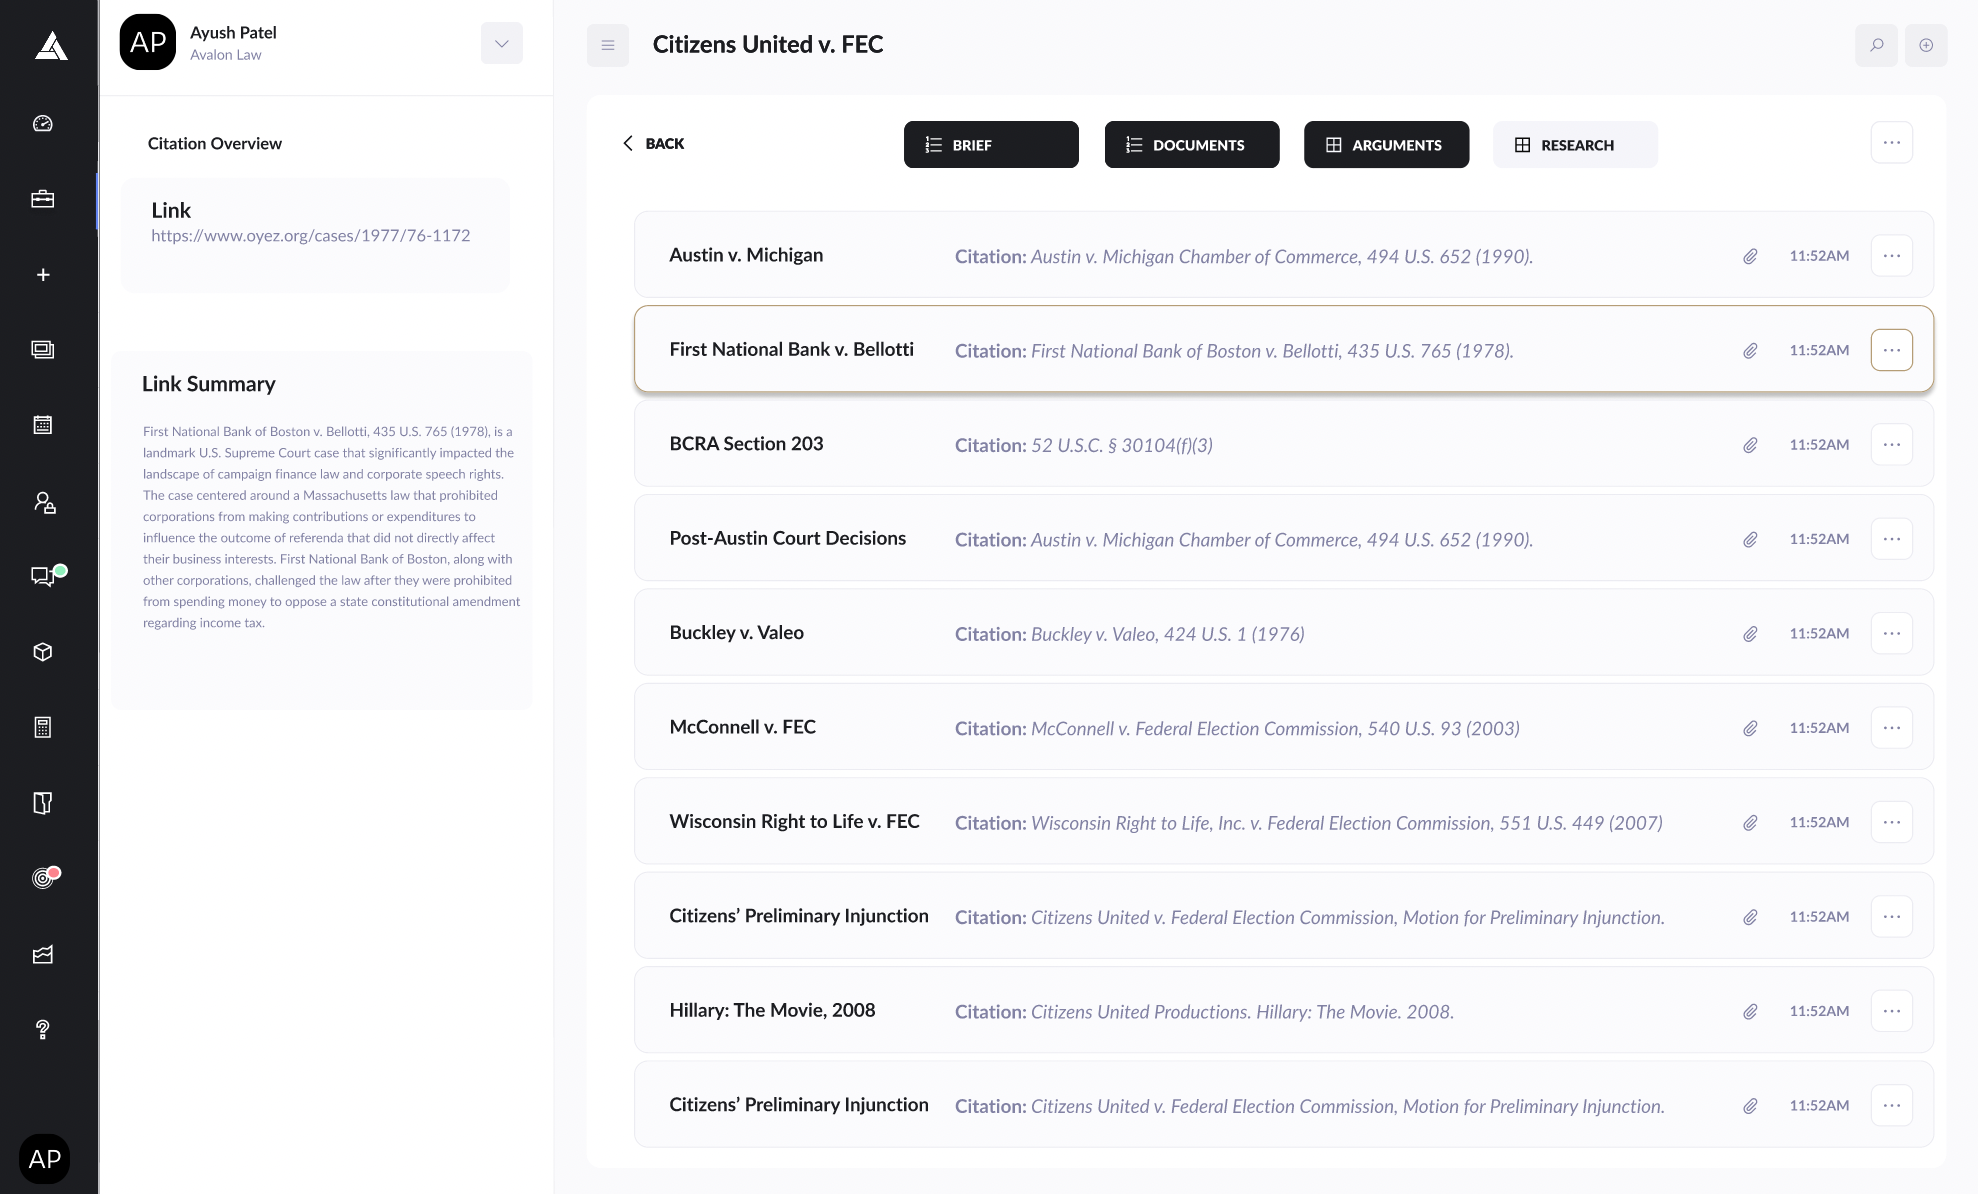 AP
Ayush Patel
Avalon Law
Citation Overview
Link
https://www.oyez.org/cases/1977/76-1172
Link Summary
First National Bank of Boston v. Bellotti, 435 U.S. 765 (1978), is a
landmark U.S. Supreme Court case that significantly impacted the
landscape of campaign finance law and corporate speech rights.
The case centered around a Massachusetts law that prohibited
corporations from making contributions or expenditures to
influence the outcome of referenda that did not directly affect
their business interests. First National Bank of Boston, along with
other corporations, challenged the law after they were prohibited
from spending money to oppose a state constitutional amendment
regarding income tax.
AP
Citizens United v. FEC
BACK
BRIEF
DOCUMENTS
ARGUMENTS
RESEARCH
Austin v. Michigan Citation: Austin v. Michigan Chamber of Commerce, 494 U.S. 652 (1990). 11:52AM
First National Bank v. Bellotti Citation: First National Bank of Boston v. Bellotti, 435 U.S. 765 (1978). 11:52AM
BCRA Section 203 Citation: 52 U.S.C. § 30104(f)(3) 11:52AM
Post-Austin Court Decisions Citation: Austin v. Michigan Chamber of Commerce, 494 U.S. 652 (1990). 11:52AM
Buckley v. Valeo Citation: Buckley v. Valeo, 424 U.S. 1 (1976) 11:52AM
McConnell v. FEC Citation: McConnell v. Federal Election Commission, 540 U.S. 93 (2003) 11:52AM
Wisconsin Right to Life v. FEC Citation: Wisconsin Right to Life, Inc. v. Federal Election Commission, 551 U.S. 449 (2007) 11:52AM
Citizens’ Preliminary Injunction Citation: Citizens United v. Federal Election Commission, Motion for Preliminary Injunction. 11:52AM
Hillary: The Movie, 2008 Citation: Citizens United Productions. Hillary: The Movie. 2008. 11:52AM
Citizens’ Preliminary Injunction Citation: Citizens United v. Federal Election Commission, Motion for Preliminary Injunction. 11:52AM